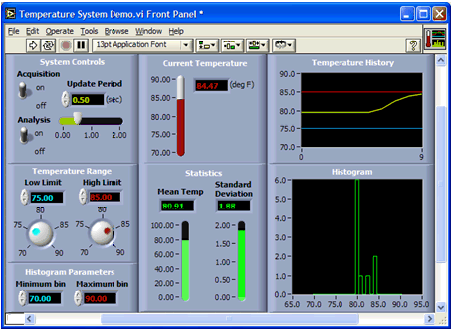 Temperature System Demo.vi Front Panel *
File Edit Operate Tools Browse Window Help
13pt Application Font
?
System Controls
Acquisition
on
off
Update Period
0.50 (sec)
Analysis
on
off
0.00 1.00 2.00
Current Temperature
90.00
85.00
80.00
75.00
70.00
84.47 (deg F)
Temperature History
90.0
85.0
80.0
75.0
70.0
0 9
Temperature Range
Low Limit High Limit
75.00 85.00
80 80
75 85 75 85
70 90 70 90
Histogram Parameters
Minimum bin Maximum bin
70.00 90.00
Statistics
Mean Temp
80.91
Standard
Deviation
1.88
100.00
80.00
60.00
40.00
20.00
0.00
2.00
1.50
1.00
0.50
0.00
Histogram
6.0
5.0
4.0
3.0
2.0
1.0
0.0
65.0 70.0 75.0 80.0 85.0 90.0 95.0